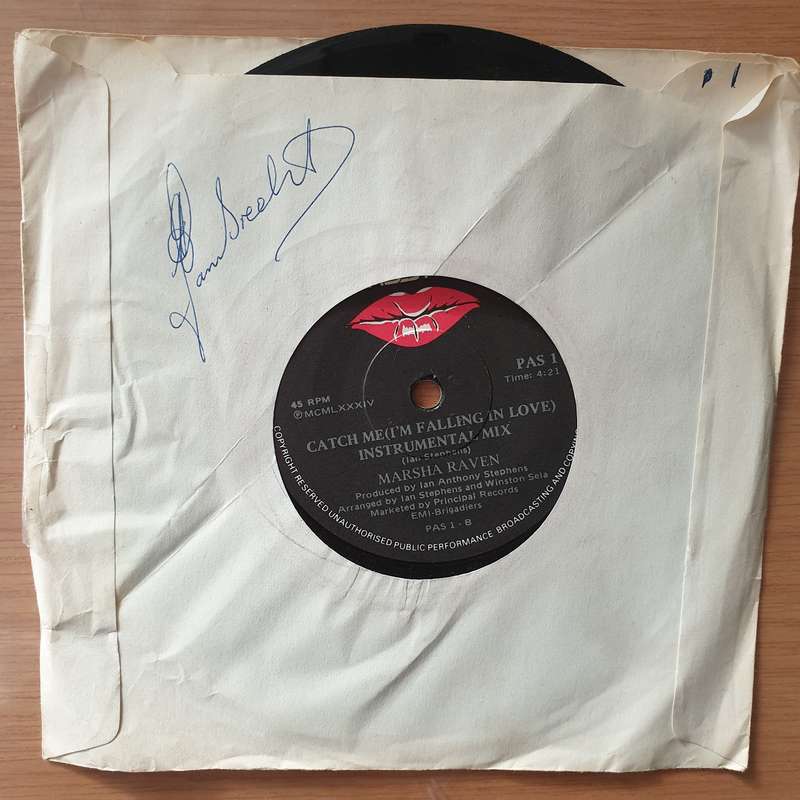 PAS 1
Time: 4:21
45 RPM
℗MCMLXXXIV
CATCH ME(I'M FALLING IN LOVE)
INSTRUMENTAL MIX
(Ian Stephens)
MARSHA RAVEN
Produced by Ian Anthony Stephens
Arranged by Ian Stephens and Winston Sela
Marketed by Principal Records
EMI-Brigadiers
PAS 1 - B
COPYRIGHT RESERVED UNAUTHORISED PUBLIC PERFORMANCE BROADCASTING AND COPYING